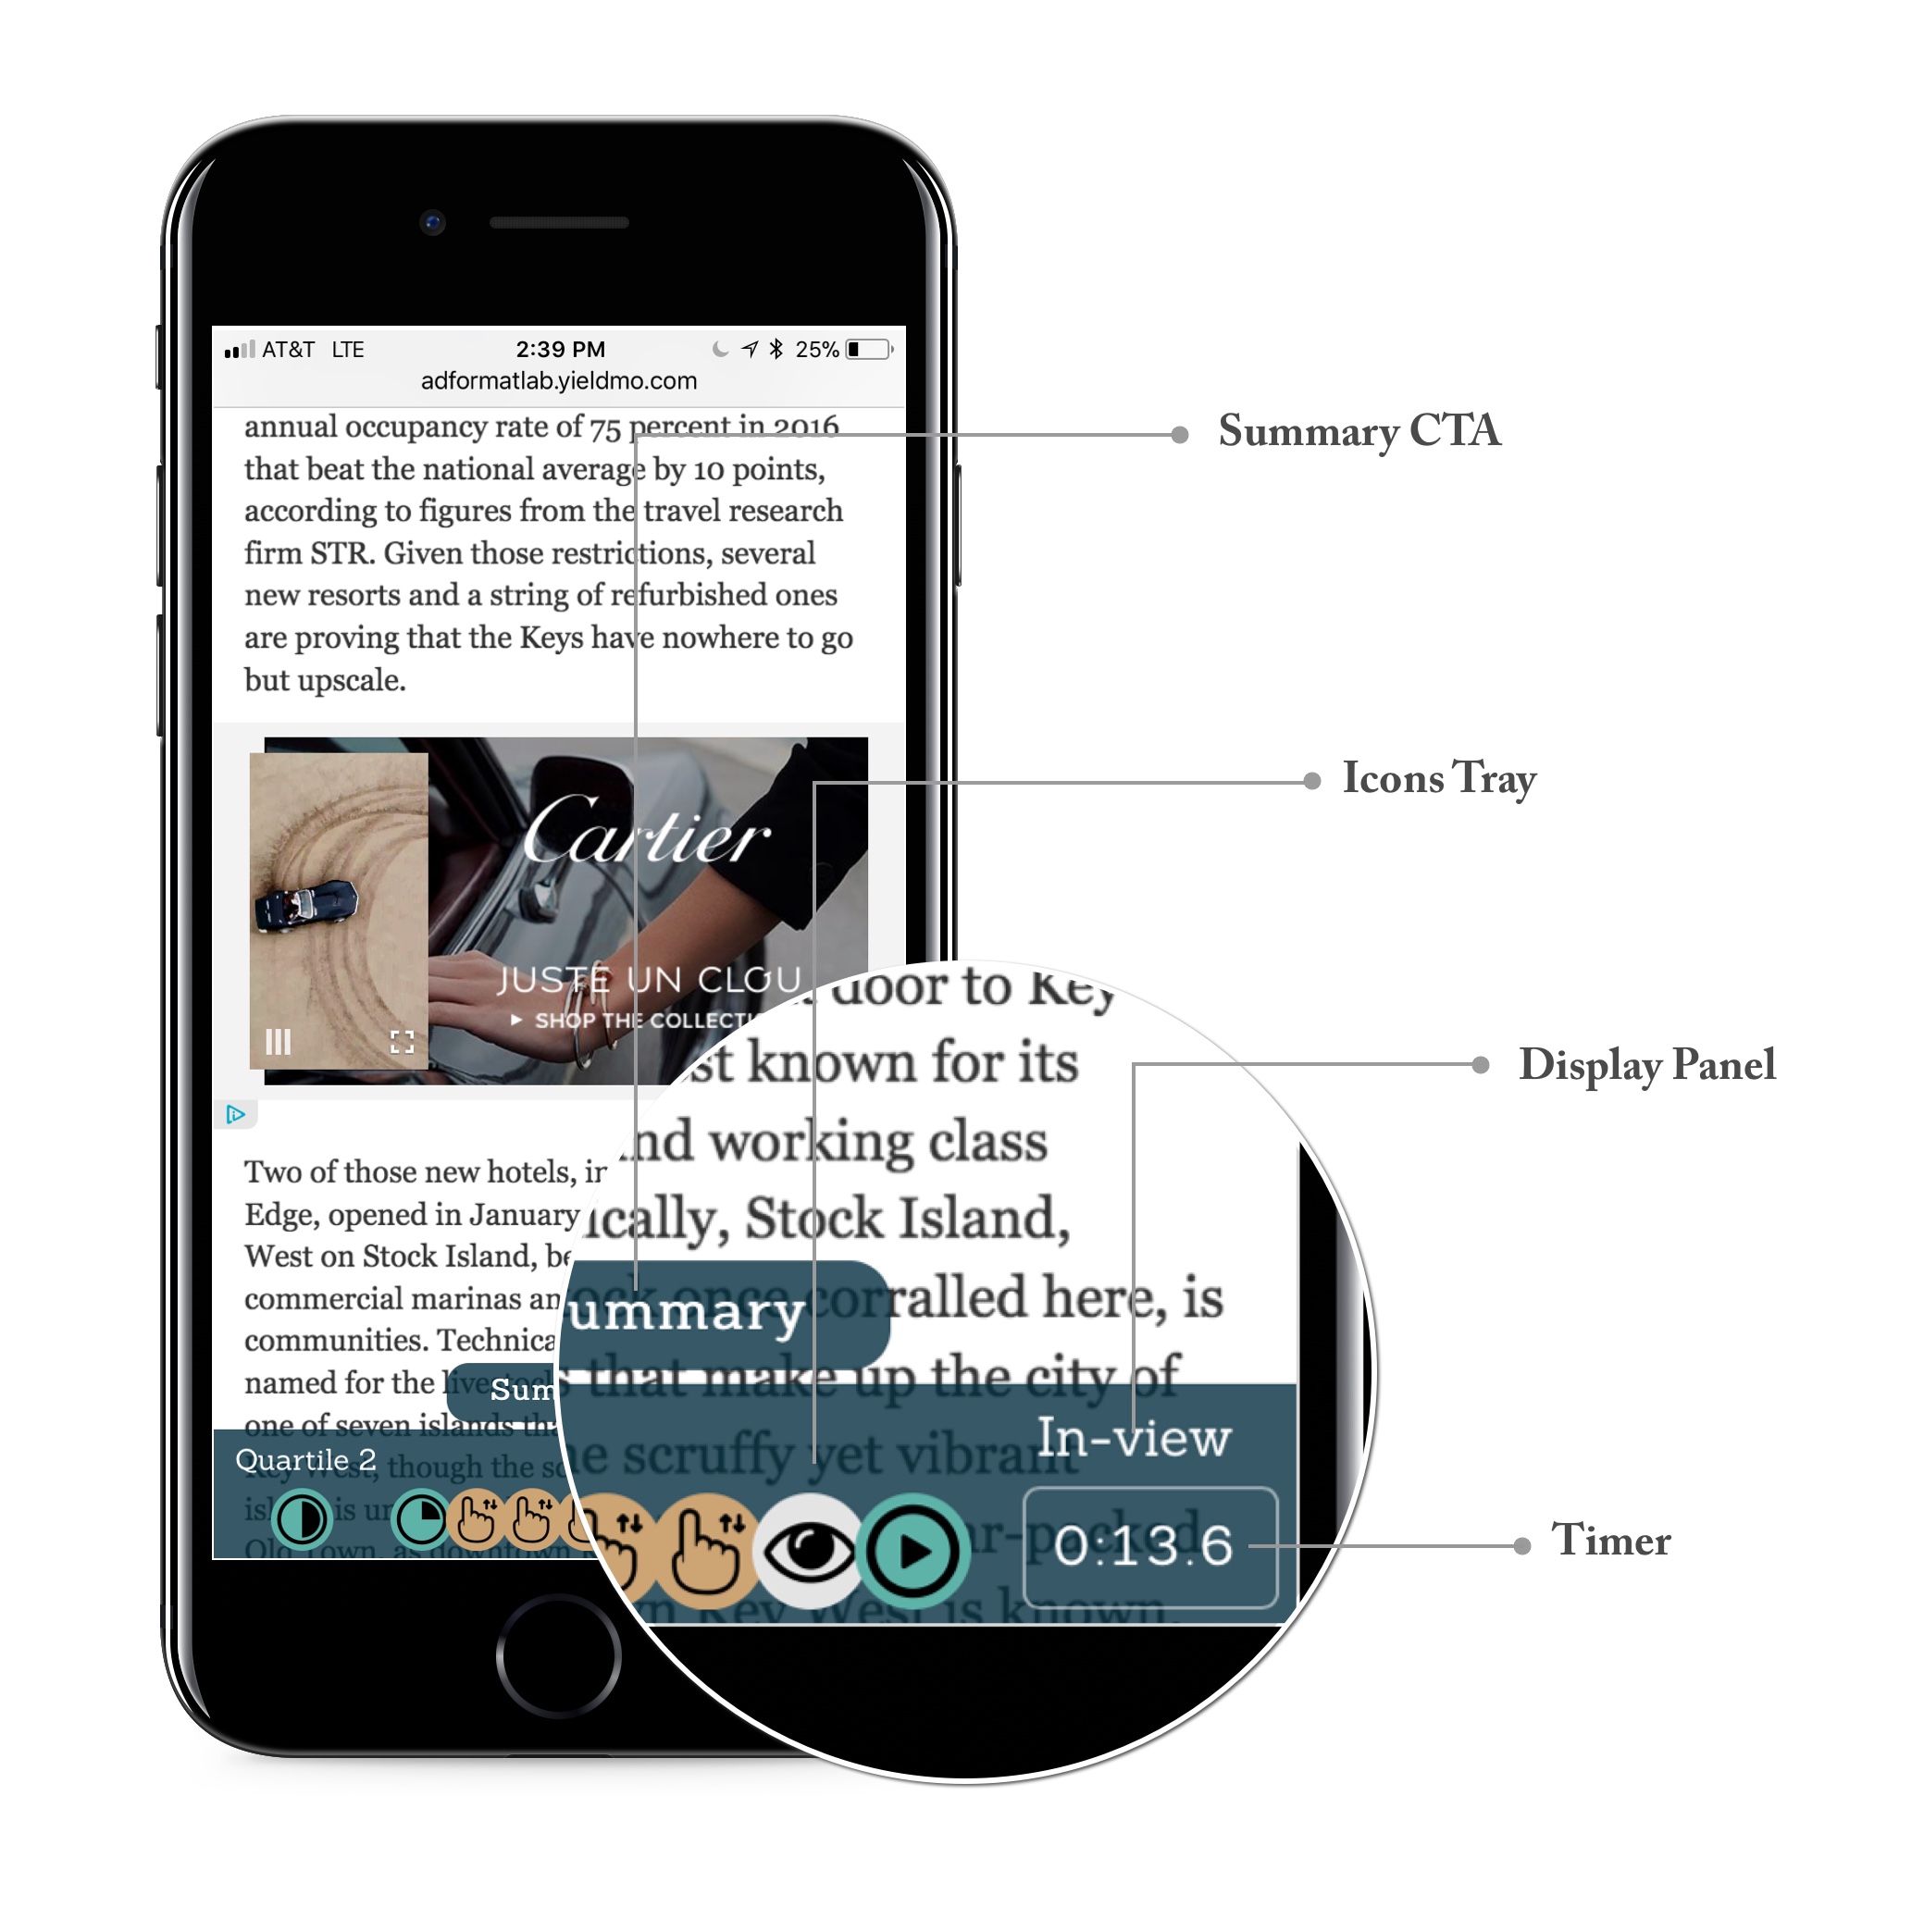 AT&T LTE 2:39 PM 25%
adformatlab.yieldmo.com
annual occupancy rate of 75 percent in 2016
that beat the national average by 10 points,
according to figures from the travel research
firm STR. Given those restrictions, several
new resorts and a string of refurbished ones
are proving that the Keys have nowhere to go
but upscale.
Cartier
JUSTE UN CLOU
SHOP THE COLLECTI
Two of those new hotels, in
Edge, opened in January
West on Stock Island, be
commercial marinas an
communities. Technica
named for the livestock
Sum
one of seven islands tha
Quartile 2
Key West, though the sc
is ur
Old Town, as downtown
door to Key
st known for its
nd working class
ically, Stock Island,
ock once corralled here, is
ummary
s that make up the city of
In-view
he scruffy yet vibrant
0:13.6
ar-packed
n Key West is known.
Summary CTA
Icons Tray
Display Panel
Timer